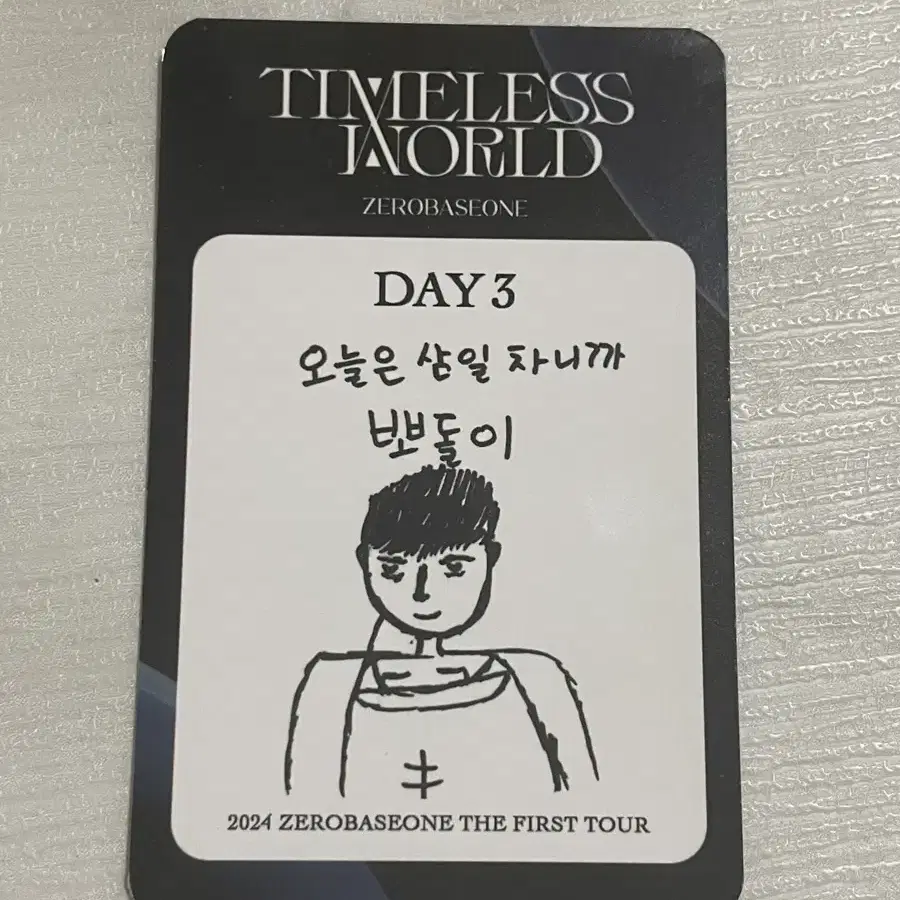 TIMELESS
WORLD
ZEROBASEONE
DAY 3
오늘은 삼일 차니까
뽀돌이
2024 ZEROBASEONE THE FIRST TOUR